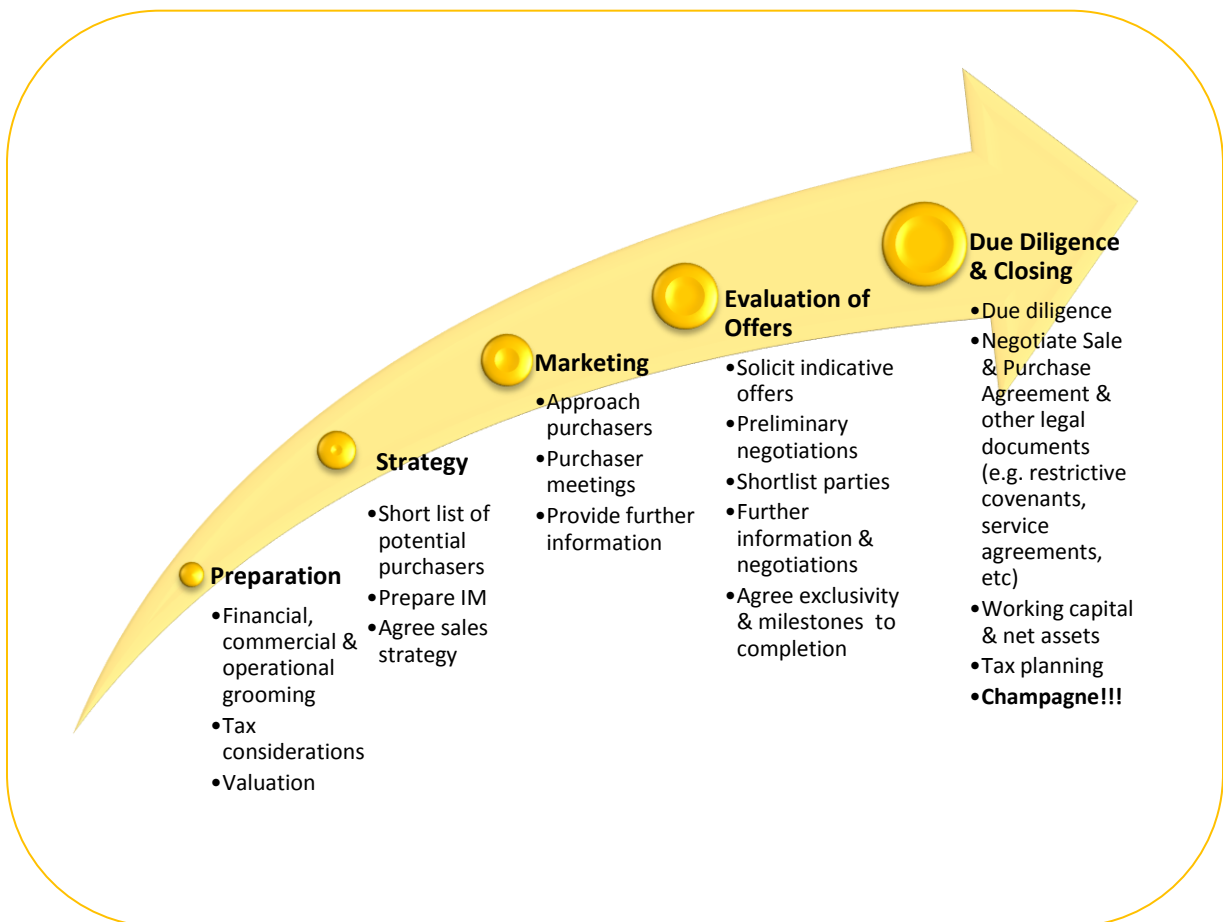 Preparation
•Financial,
commercial &
operational
grooming
•Tax
considerations
•Valuation
Strategy
•Short list of
potential
purchasers
•Prepare IM
•Agree sales
strategy
Marketing
•Approach
purchasers
•Purchaser
meetings
•Provide further
information
Evaluation of
Offers
•Solicit indicative
offers
•Preliminary
negotiations
•Shortlist parties
•Further
information &
negotiations
•Agree exclusivity
& milestones to
completion
Due Diligence
& Closing
•Due diligence
•Negotiate Sale
& Purchase
Agreement &
other legal
documents
(e.g. restrictive
covenants,
service
agreements,
etc)
•Working capital
& net assets
•Tax planning
•Champagne!!!